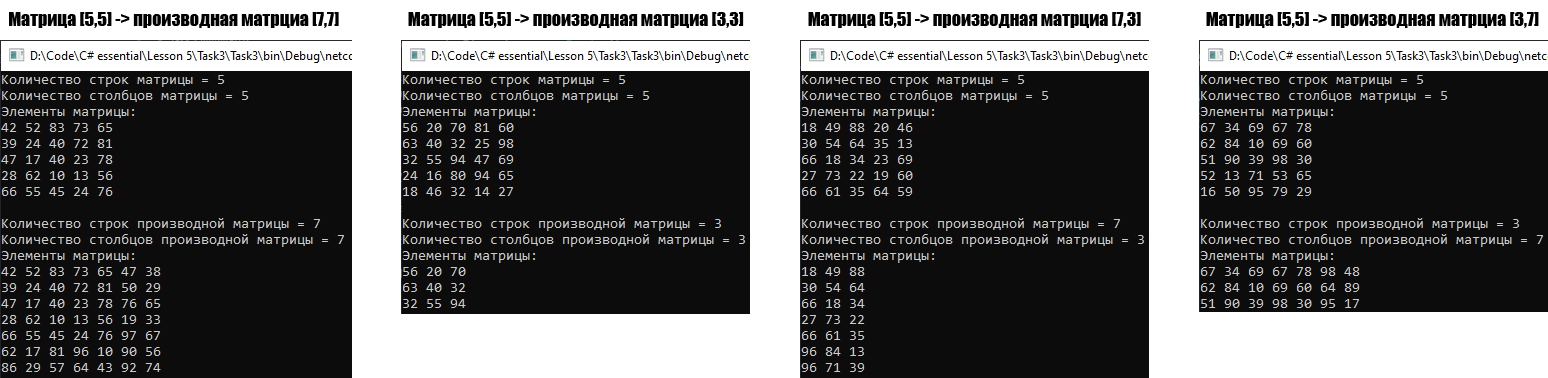 Матрица [5,5] -> производная матрциа [7,7]
D:\Code\C# essential\Lesson 5\Task3\Task3\bin\Debug\netcc
Количество строк матрицы = 5
Количество столбцов матрицы = 5
Элементы матрицы:
42 52 83 73 65
39 24 40 72 81
47 17 40 23 78
28 62 10 13 56
66 55 45 24 76
Количество строк производной матрицы = 7
Количество столбцов производной матрицы = 7
Элементы матрицы:
42 52 83 73 65 47 38
39 24 40 72 81 50 29
47 17 40 23 78 76 65
28 62 10 13 56 19 33
66 55 45 24 76 97 67
62 17 81 96 10 90 56
86 29 57 64 43 92 74
Матрица [5,5] -> производная матрциа [3,3]
D:\Code\C# essential\Lesson 5\Task3\Task3\bin\Debug\netc
Количество строк матрицы = 5
Количество столбцов матрицы = 5
Элементы матрицы:
56 20 70 81 60
63 40 32 25 98
32 55 94 47 69
24 16 80 94 65
18 46 32 14 27
Количество строк производной матрицы = 3
Количество столбцов производной матрицы = 3
Элементы матрицы:
56 20 70
63 40 32
32 55 94
Матрица [5,5] -> производная матрциа [7,3]
D:\Code\C# essential\Lesson 5\Task3\Task3\bin\Debug\netc
Количество строк матрицы = 5
Количество столбцов матрицы = 5
Элементы матрицы:
18 49 88 20 46
30 54 64 35 13
66 18 34 23 69
27 73 22 19 60
66 61 35 64 59
Количество строк производной матрицы = 7
Количество столбцов производной матрицы = 3
Элементы матрицы:
18 49 88
30 54 64
66 18 34
27 73 22
66 61 35
96 84 13
96 71 39
Матрица [5,5] -> производная матрциа [3,7]
D:\Code\C# essential\Lesson 5\Task3\Task3\bin\Debug\netc
Количество строк матрицы = 5
Количество столбцов матрицы = 5
Элементы матрицы:
67 34 69 67 78
62 84 10 69 60
51 90 39 98 30
52 13 71 53 65
16 50 95 79 29
Количество строк производной матрицы = 3
Количество столбцов производной матрицы = 7
Элементы матрицы:
67 34 69 67 78 98 48
62 84 10 69 60 64 89
51 90 39 98 30 95 17